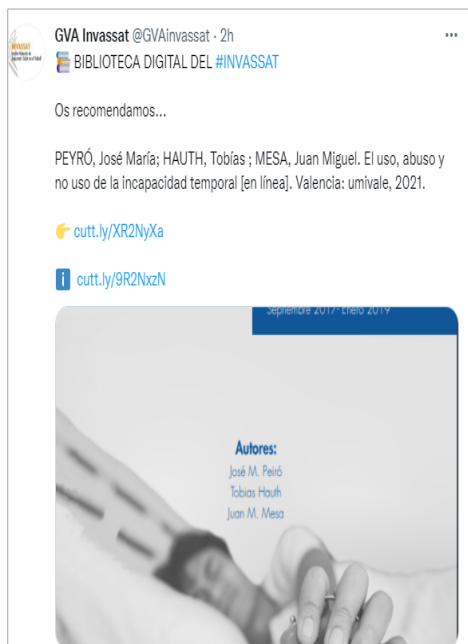 GVA Invassat @GVAinvassat · 2h
BIBLIOTECA DIGITAL DEL #INVASSAT
Os recomendamos...
PEYRÓ, José María; HAUTH, Tobías ; MESA, Juan Miguel. El uso, abuso y
no uso de la incapacidad temporal [en línea]. Valencia: umivale, 2021.
cutt.ly/XR2NyXa
cutt.ly/9R2NxzN
Septiembre 2017- Enero 2019
Autores:
José M. Peiró
Tobias Hauth
Juan M. Mesa
INVASSAT